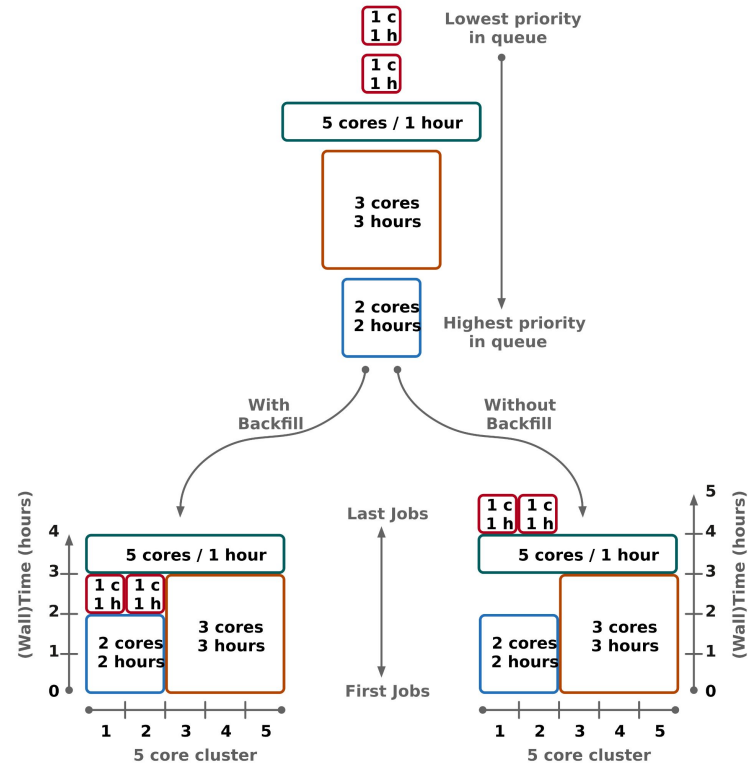 1 c
1 h
Lowest priority
in queue
1 c
1 h
5 cores / 1 hour
3 cores
3 hours
2 cores
2 hours
Highest priority
in queue
With
Backfill
Without
Backfill
(Wall)Time (hours)
4
3
2
1
0
5 cores / 1 hour
1 c
1 h
1 c
1 h
2 cores
2 hours
3 cores
3 hours
1 2 3 4 5
5 core cluster
Last Jobs
First Jobs
1 c
1 h
1 c
1 h
5 cores / 1 hour
2 cores
2 hours
3 cores
3 hours
5
4
3
2
1
0
(Wall)Time (hours)
1 2 3 4 5
5 core cluster